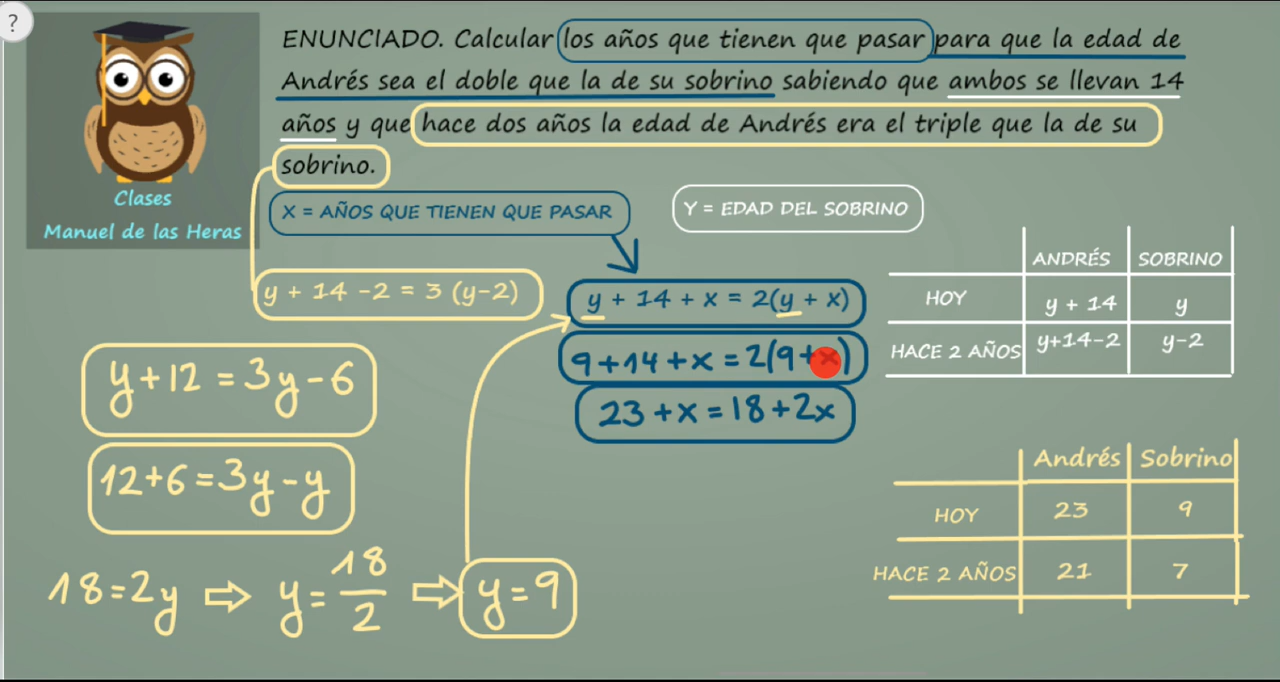 ?
ENUNCIADO. Calcular los años que tienen que pasar para que la edad de
Andrés sea el doble que la de su sobrino sabiendo que ambos se llevan 14
años y que hace dos años la edad de Andrés era el triple que la de su
sobrino.
Clases
Manuel de las Heras
X = AÑOS QUE TIENEN QUE PASAR
Y = EDAD DEL SOBRINO
y + 14 - 2 = 3 (y-2)
y + 14 + x = 2(y + x)
9+14+x = 2(9+x)
23 + x = 18 + 2x
y + 12 = 3y - 6
12+6 = 3y - y
18 = 2y ⇨ y = 18/2 ⇨ y = 9
ANDRÉS SOBRINO
HOY y + 14 y
HACE 2 AÑOS y+14-2 y-2
Andrés Sobrino
HOY 23 9
HACE 2 AÑOS 21 7